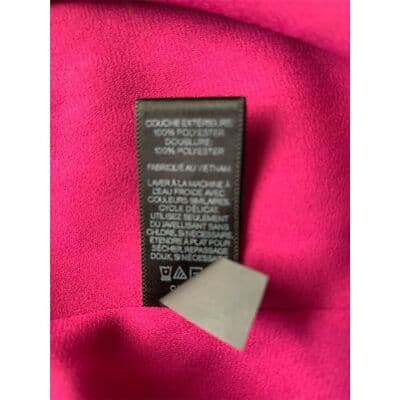 COUCHE EXTÉRIEURE:
100% POLYESTER
DOUBLURE:
100% POLYESTER
FABRIQUÉ AU VIETNAM
LAVER À LA MACHINE À
L'EAU FROIDE AVEC
COULEURS SIMILAIRES,
CYCLE DÉLICAT.
UTILISEZ SEULEMENT
DU JAVELLISANT SANS
CHLORE, SI NÉCESSAIRE.
ÉTENDRE À PLAT POUR
SÉCHER, REPASSAGE
DOUX, SI NÉCESSAIRE